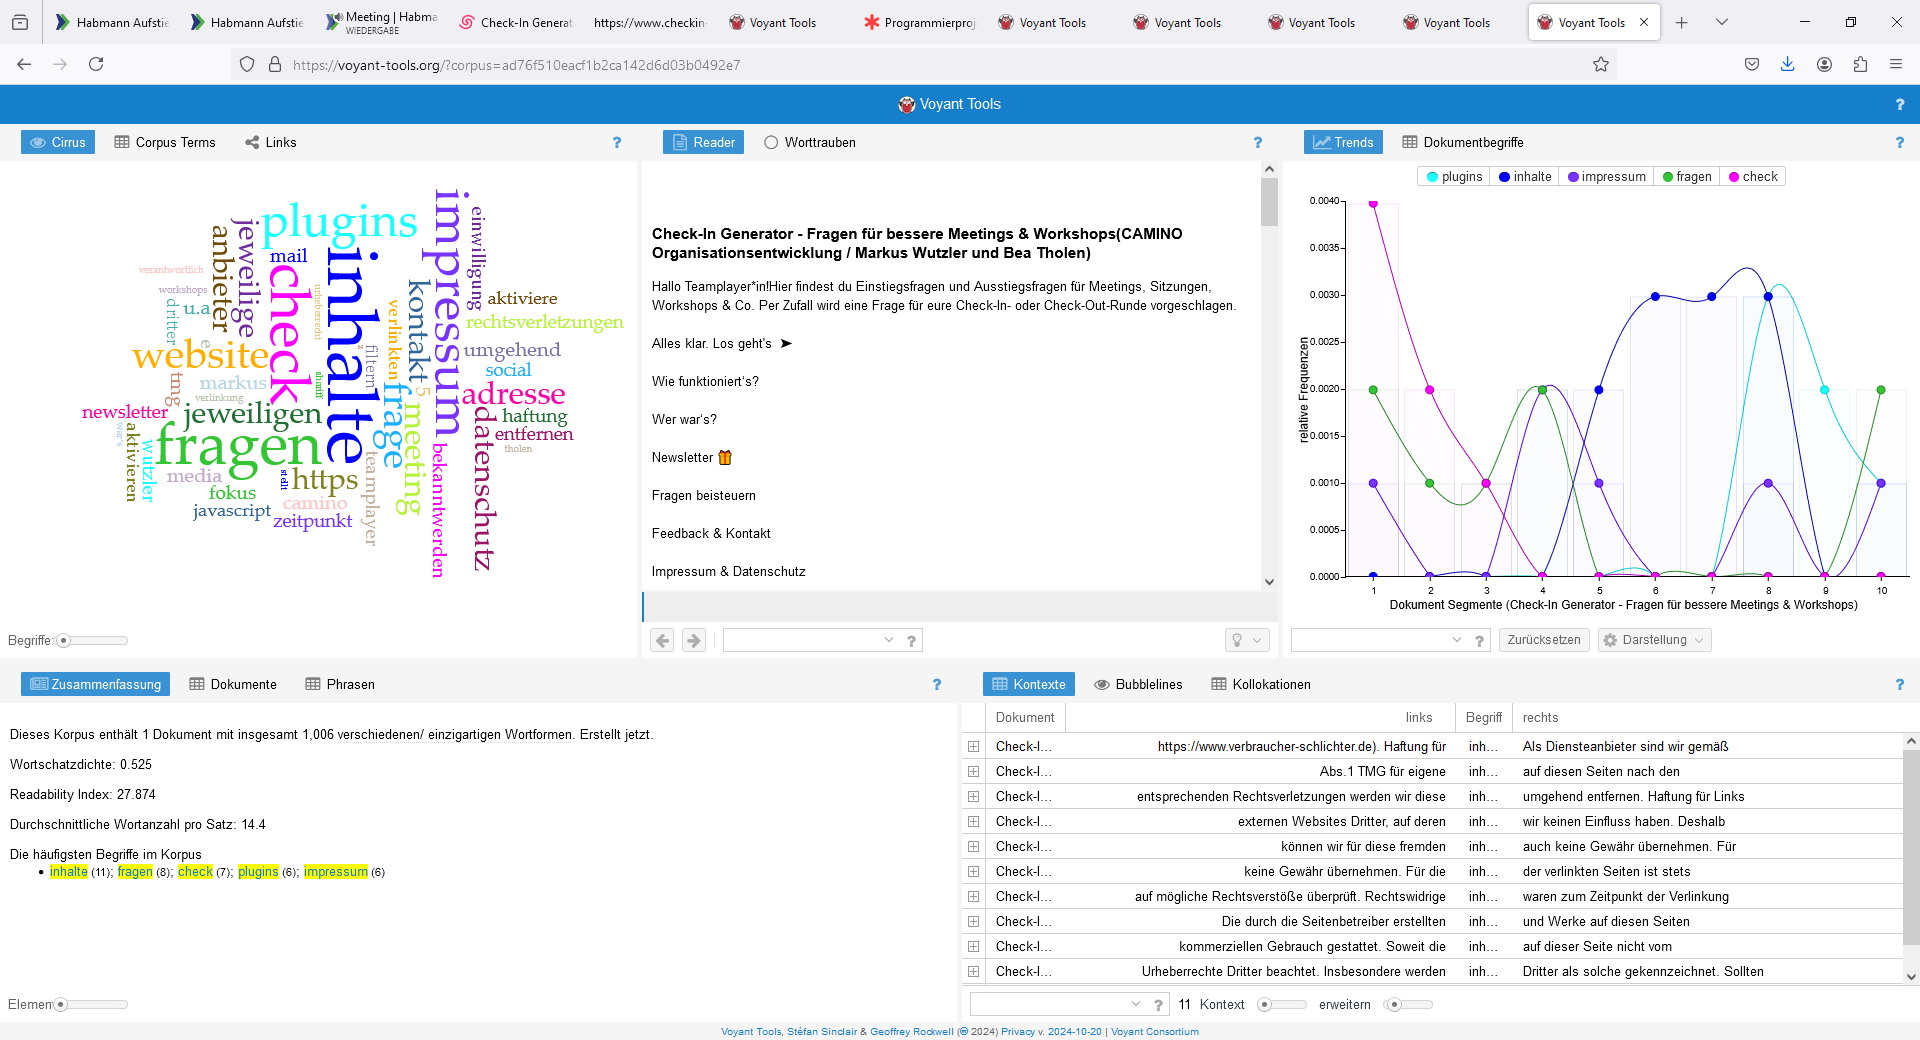 Habmann Aufstie
Habmann Aufstie
Meeting | Habma
WIEDERGABE
Check-In Generat
https://www.checkin-
Voyant Tools
Programmierproj
Voyant Tools
Voyant Tools
Voyant Tools
Voyant Tools
Voyant Tools
https://voyant-tools.org/?corpus=ad76f510eacf1b2ca142d6d03b0492e7
Voyant Tools
?
Cirrus
Corpus Terms
Links
?
plugins
inhalte
impressum
fragen
check
website
frage
adresse
datenschutz
meeting
kontakt
jeweiligen
jeweilige
anbieter
https
einwilligung
mail
verantwortlich
workshops
dritter
u.a
e
urheberrecht
verlinkten
filtern
z
aktiviere
rechtsverletzungen
umgehend
social
haftung
entfernen
tholen
bekanntwerden
teamplayer
5
shariff
markus
verlinkung
tmg
newsletter
war's
aktivieren
wutzler
media
fokus
javascript
stellt
camino
zeitpunkt
Begriffe:
Reader
Worttrauben
?
Check-In Generator - Fragen für bessere Meetings & Workshops(CAMINO
Organisationsentwicklung / Markus Wutzler und Bea Tholen)
Hallo Teamplayer*in!Hier findest du Einstiegsfragen und Ausstiegsfragen für Meetings, Sitzungen,
Workshops & Co. Per Zufall wird eine Frage für eure Check-In- oder Check-Out-Runde vorgeschlagen.
Alles klar. Los geht's ➤
Wie funktioniert's?
Wer war's?
Newsletter 🎁
Fragen beisteuern
Feedback & Kontakt
Impressum & Datenschutz
?
Trends
Dokumentbegriffe
?
plugins inhalte impressum fragen check
relative Frequenzen
0.0040
0.0035
0.0030
0.0025
0.0020
0.0015
0.0010
0.0005
0.0000
1 2 3 4 5 6 7 8 9 10
Dokument Segmente (Check-In Generator - Fragen für bessere Meetings & Workshops)
?
Zurücksetzen
Darstellung
Zusammenfassung
Dokumente
Phrasen
?
Dieses Korpus enthält 1 Dokument mit insgesamt 1,006 verschiedenen/ einzigartigen Wortformen. Erstellt jetzt.
Wortschatzdichte: 0.525
Readability Index: 27.874
Durchschnittliche Wortanzahl pro Satz: 14.4
Die häufigsten Begriffe im Korpus
• inhalte (11); fragen (8); check (7); plugins (6); impressum (6)
Element
Kontexte
Bubblelines
Kollokationen
?
Dokument links Begriff rechts
Check-I... https://www.verbraucher-schlichter.de). Haftung für inh... Als Diensteanbieter sind wir gemäß
Check-I... Abs.1 TMG für eigene inh... auf diesen Seiten nach den
Check-I... entsprechenden Rechtsverletzungen werden wir diese inh... umgehend entfernen. Haftung für Links
Check-I... externen Websites Dritter, auf deren inh... wir keinen Einfluss haben. Deshalb
Check-I... können wir für diese fremden inh... auch keine Gewähr übernehmen. Für
Check-I... keine Gewähr übernehmen. Für die inh... der verlinkten Seiten ist stets
Check-I... auf mögliche Rechtsverstöße überprüft. Rechtswidrige inh... waren zum Zeitpunkt der Verlinkung
Check-I... Die durch die Seitenbetreiber erstellten inh... und Werke auf diesen Seiten
Check-I... kommerziellen Gebrauch gestattet. Soweit die inh... auf dieser Seite nicht vom
Check-I... Urheberrechte Dritter beachtet. Insbesondere werden inh... Dritter als solche gekennzeichnet. Sollten
? 11 Kontext erweitern
Voyant Tools, Stéfan Sinclair & Geoffrey Rockwell (🄯 2024) Privacy v. 2024-10-20 | Voyant Consortium